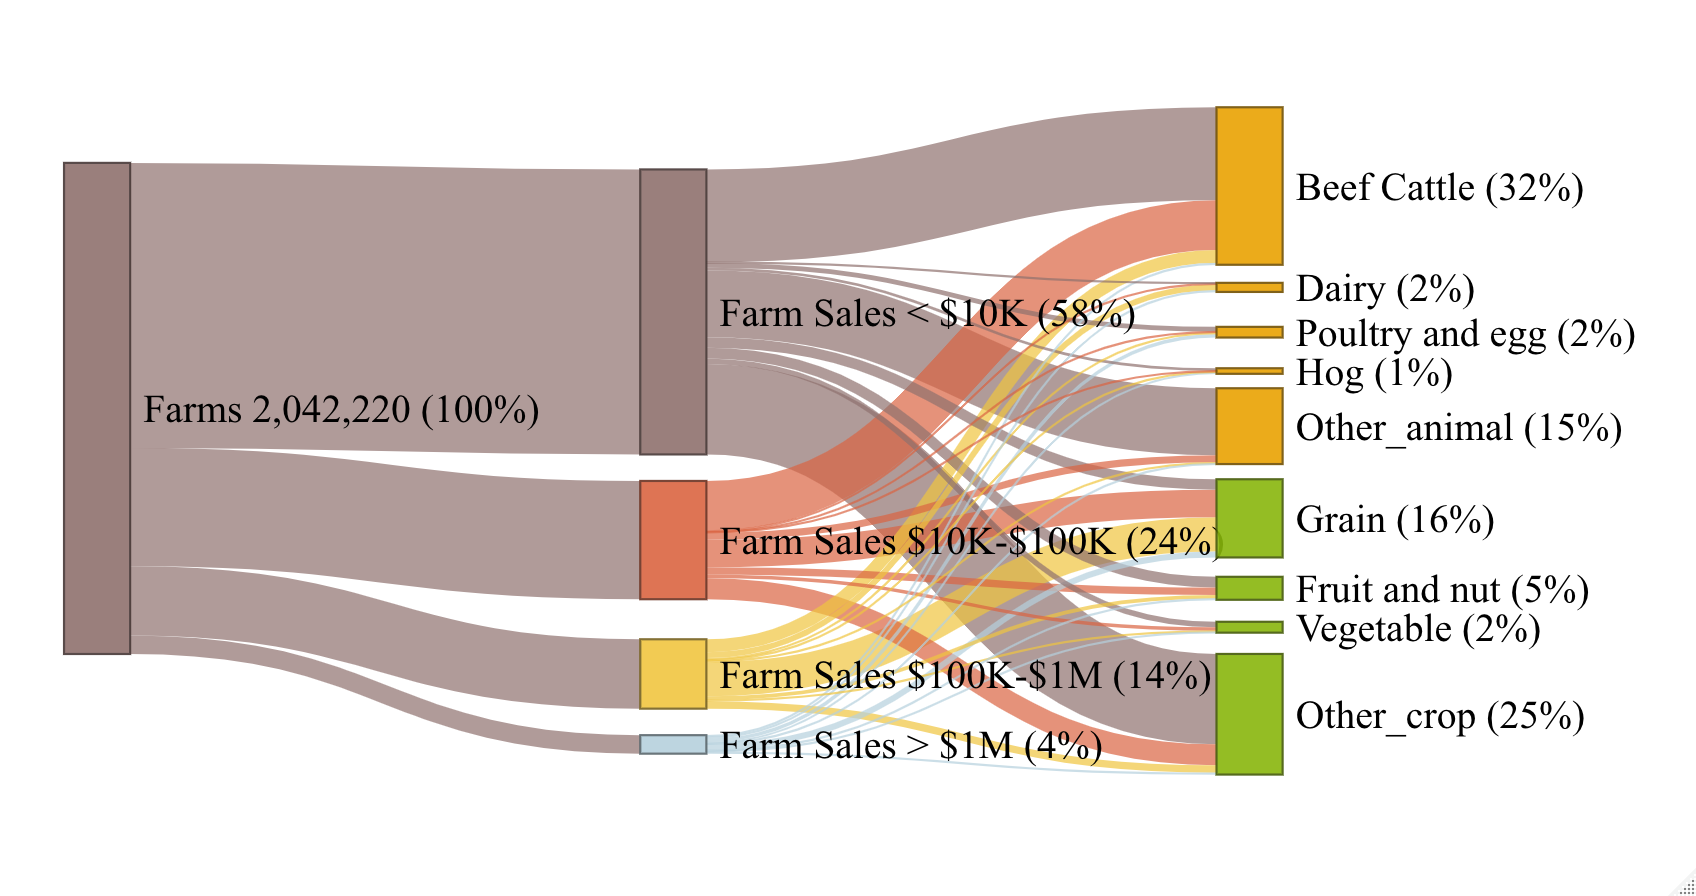 Farms 2,042,220 (100%)
Farm Sales < $10K (58%)
Farm Sales $10K-$100K (24%)
Farm Sales $100K-$1M (14%)
Farm Sales > $1M (4%)
Beef Cattle (32%)
Dairy (2%)
Poultry and egg (2%)
Hog (1%)
Other_animal (15%)
Grain (16%)
Fruit and nut (5%)
Vegetable (2%)
Other_crop (25%)